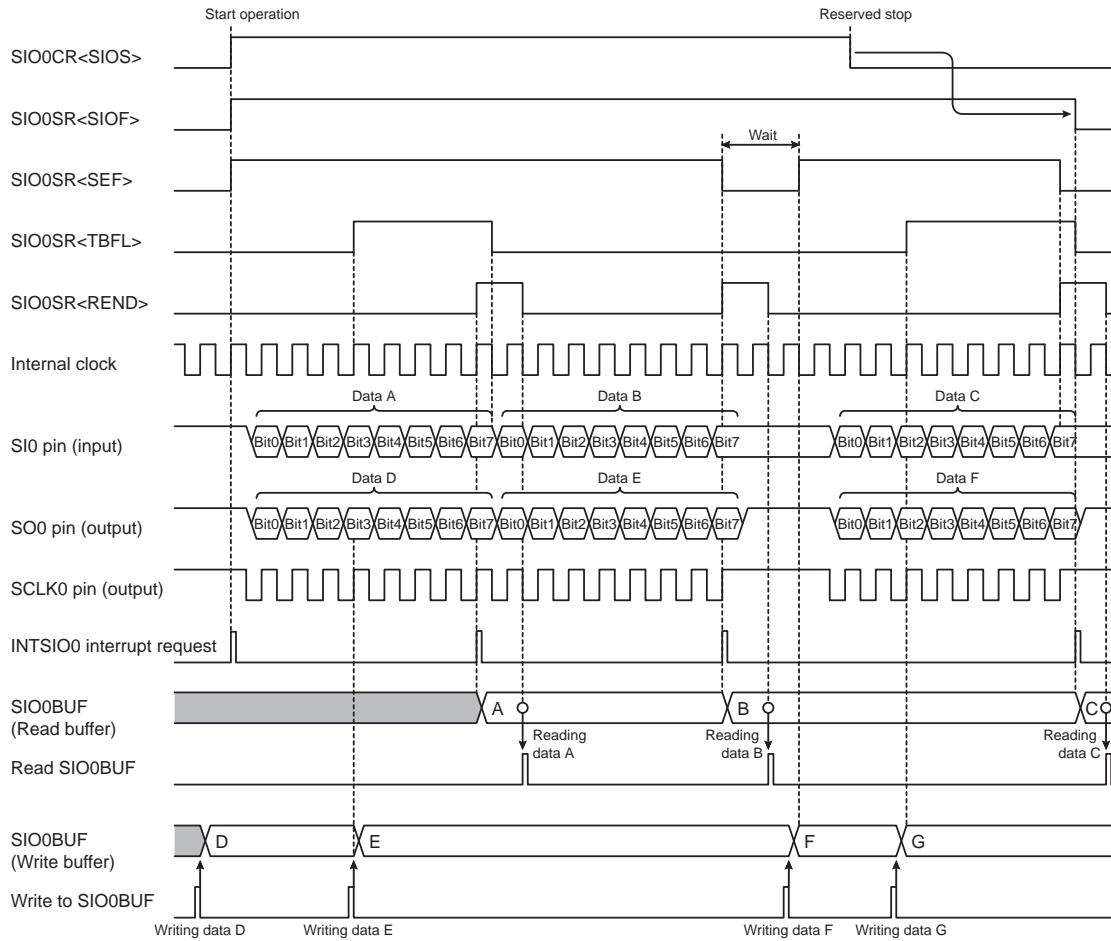 Start operation
Reserved stop
SIO0CR<SIOS>
SIO0SR<SIOF>
Wait
SIO0SR<SEF>
SIO0SR<TBFL>
SIO0SR<REND>
Internal clock
Data A
Data B
Data C
SI0 pin (input)
Bit0 Bit1 Bit2 Bit3 Bit4 Bit5 Bit6 Bit7 Bit0 Bit1 Bit2 Bit3 Bit4 Bit5 Bit6 Bit7 Bit0 Bit1 Bit2 Bit3 Bit4 Bit5 Bit6 Bit7
Data D
Data E
Data F
SO0 pin (output)
Bit0 Bit1 Bit2 Bit3 Bit4 Bit5 Bit6 Bit7 Bit0 Bit1 Bit2 Bit3 Bit4 Bit5 Bit6 Bit7 Bit0 Bit1 Bit2 Bit3 Bit4 Bit5 Bit6 Bit7
SCLK0 pin (output)
INTSIO0 interrupt request
SIO0BUF
(Read buffer)
A
B
C
Reading
data A
Reading
data B
Reading
data C
Read SIO0BUF
SIO0BUF
(Write buffer)
D
E
F
G
Write to SIO0BUF
Writing data D
Writing data E
Writing data F
Writing data G